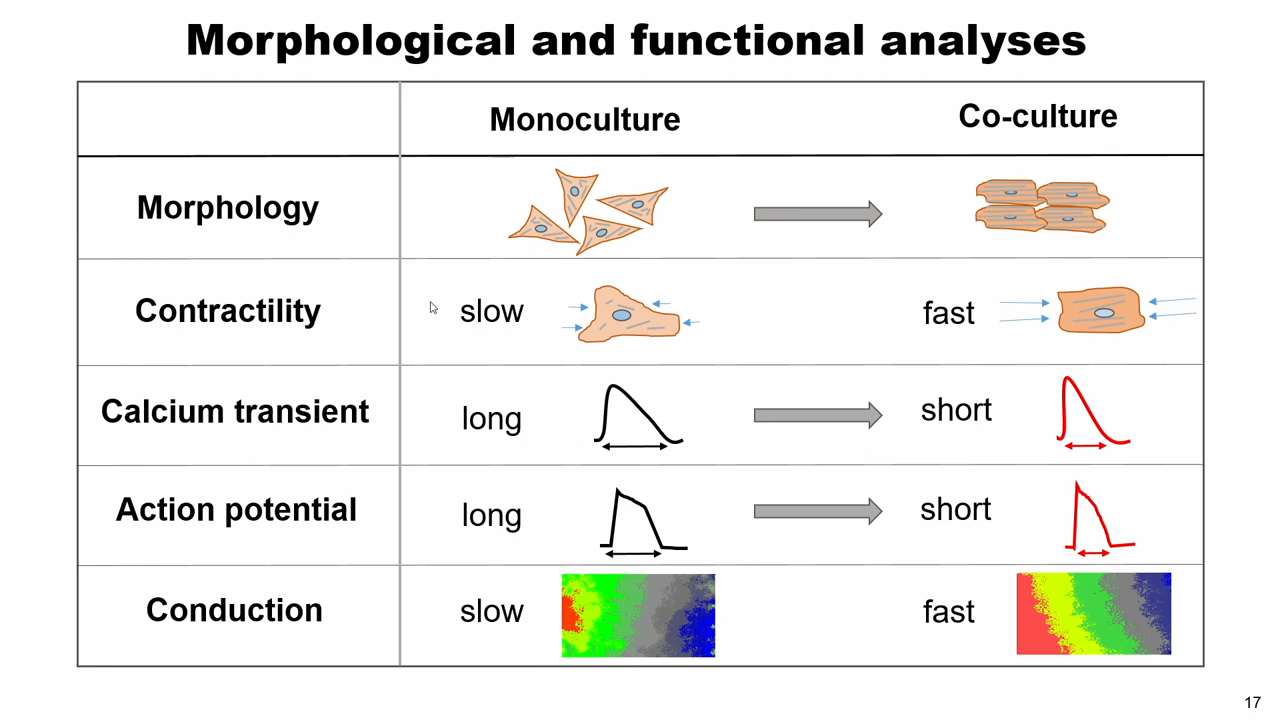 Morphological and functional analyses
Monoculture
Co-culture
Morphology
Contractility
slow
fast
Calcium transient
long
short
Action potential
long
short
Conduction
slow
fast
17